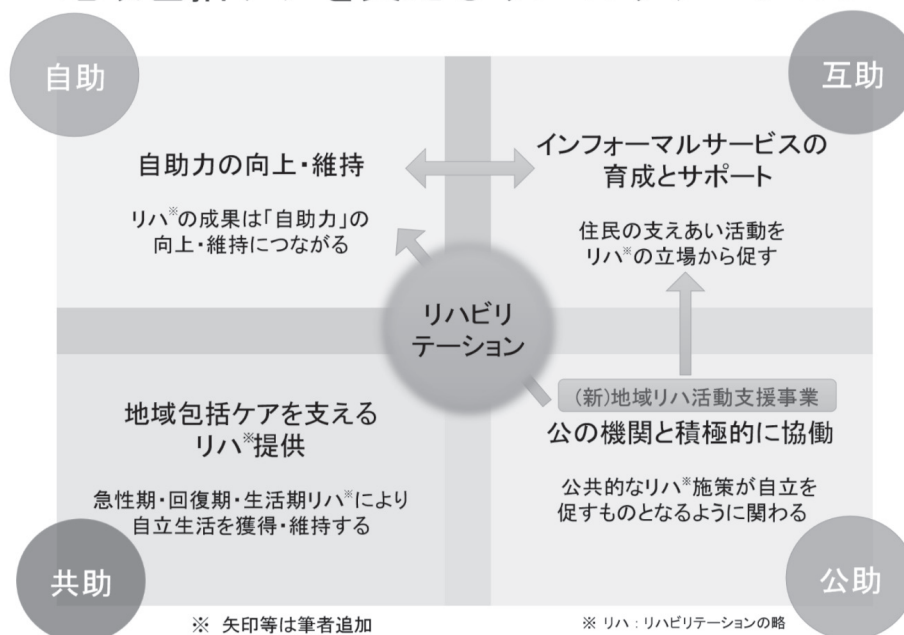 自助
互助
自助力の向上・維持
リハ※の成果は「自助力」の
向上・維持につながる
インフォーマルサービスの
育成とサポート
住民の支えあい活動を
リハ※の立場から促す
リハビリ
テーション
地域包括ケアを支える
リハ※提供
急性期・回復期・生活期リハ※により
自立生活を獲得・維持する
(新)地域リハ活動支援事業
公の機関と積極的に協働
公共的なリハ※施策が自立を
促すものとなるように関わる
共助
公助
※ 矢印等は筆者追加
※ リハ：リハビリテーションの略